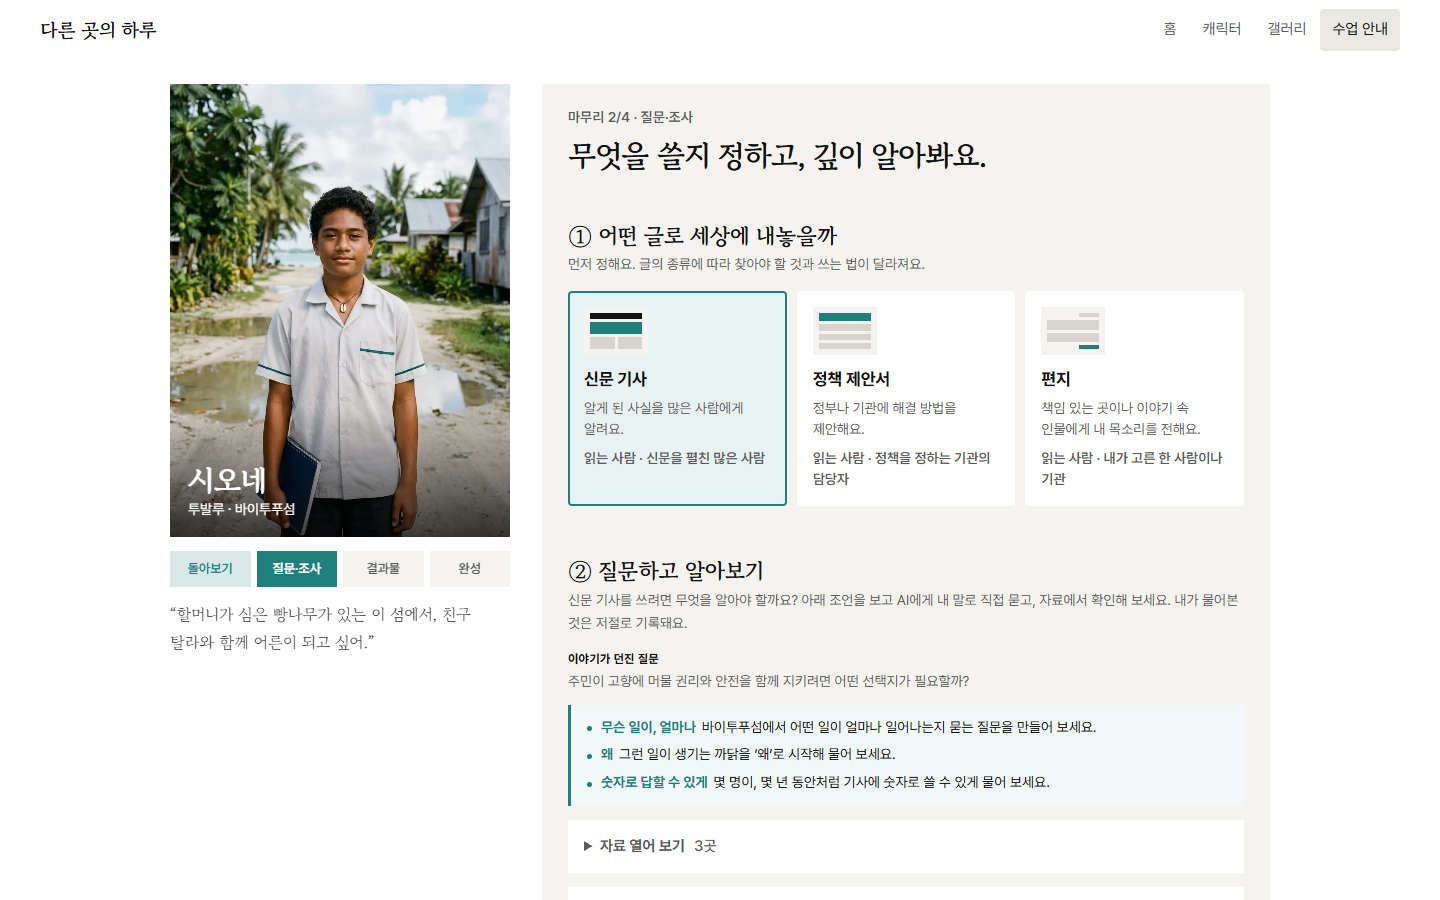 다른 곳의 하루
홈
캐릭터
갤러리
수업 안내
시오네
투발루 · 바이투푸섬
돌아보기
질문·조사
결과물
완성
“할머니가 심은 빵나무가 있는 이 섬에서, 친구
탈라와 함께 어른이 되고 싶어.”
마무리 2/4 · 질문·조사
무엇을 쓸지 정하고, 깊이 알아봐요.
① 어떤 글로 세상에 내놓을까
먼저 정해요. 글의 종류에 따라 찾아야 할 것과 쓰는 법이 달라져요.
신문 기사
알게 된 사실을 많은 사람에게
알려요.
읽는 사람 · 신문을 펼친 많은 사람
정책 제안서
정부나 기관에 해결 방법을
제안해요.
읽는 사람 · 정책을 정하는 기관의
담당자
편지
책임 있는 곳이나 이야기 속
인물에게 내 목소리를 전해요.
읽는 사람 · 내가 고른 한 사람이나
기관
② 질문하고 알아보기
신문 기사를 쓰려면 무엇을 알아야 할까요? 아래 조언을 보고 AI에게 내 말로 직접 묻고, 자료에서 확인해 보세요. 내가 물어본
것은 저절로 기록돼요.
이야기가 던진 질문
주민이 고향에 머물 권리와 안전을 함께 지키려면 어떤 선택지가 필요할까?
• 무슨 일이, 얼마나 바이투푸섬에서 어떤 일이 얼마나 일어나는지 묻는 질문을 만들어 보세요.
• 왜 그런 일이 생기는 까닭을 ‘왜’로 시작해 물어 보세요.
• 숫자로 답할 수 있게 몇 명이, 몇 년 동안처럼 기사에 숫자로 쓸 수 있게 물어 보세요.
▶ 자료 열어 보기 3곳